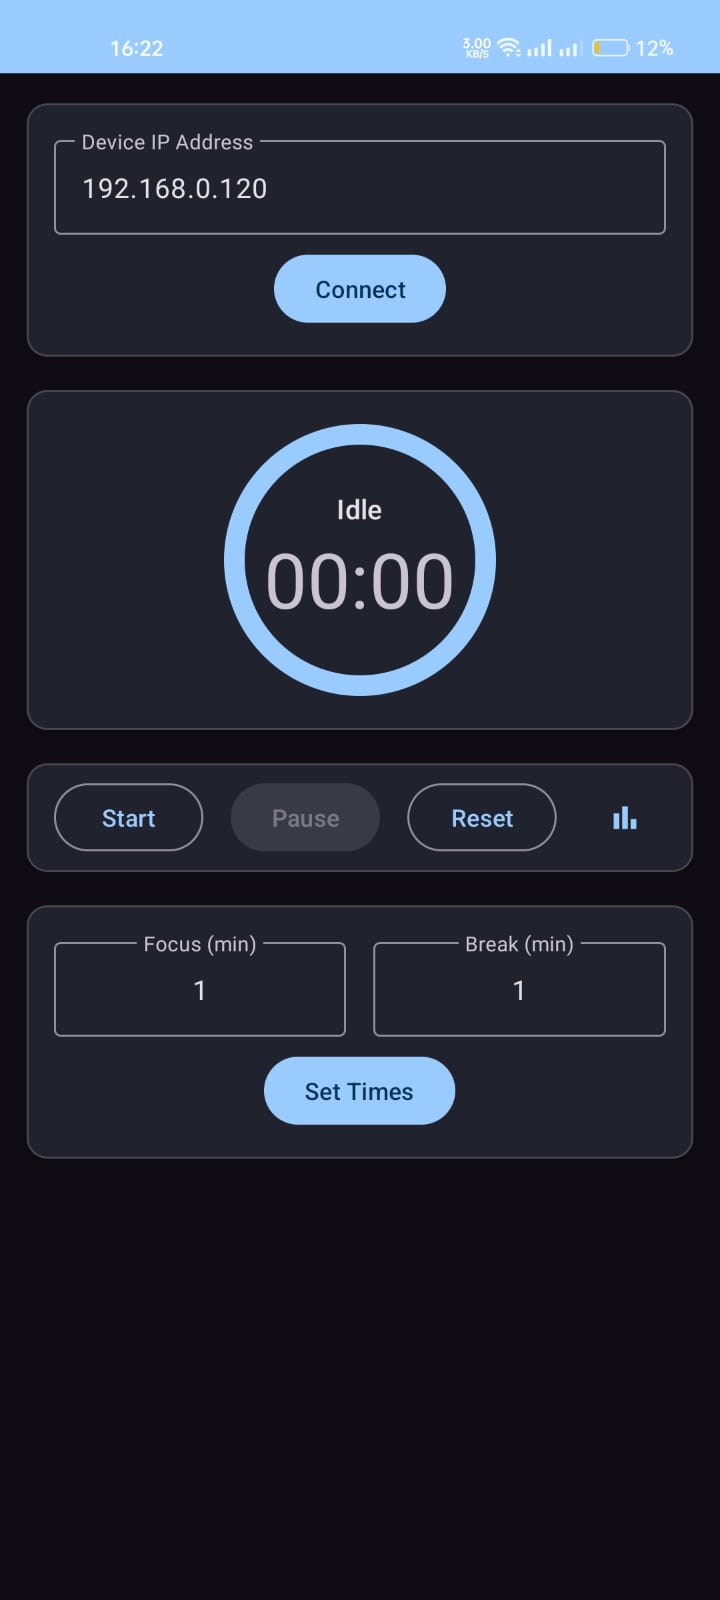 16:22 3.00 KB/S 12%
Device IP Address
192.168.0.120
Connect
Idle
00:00
Start Pause Reset
Focus (min) Break (min)
1 1
Set Times